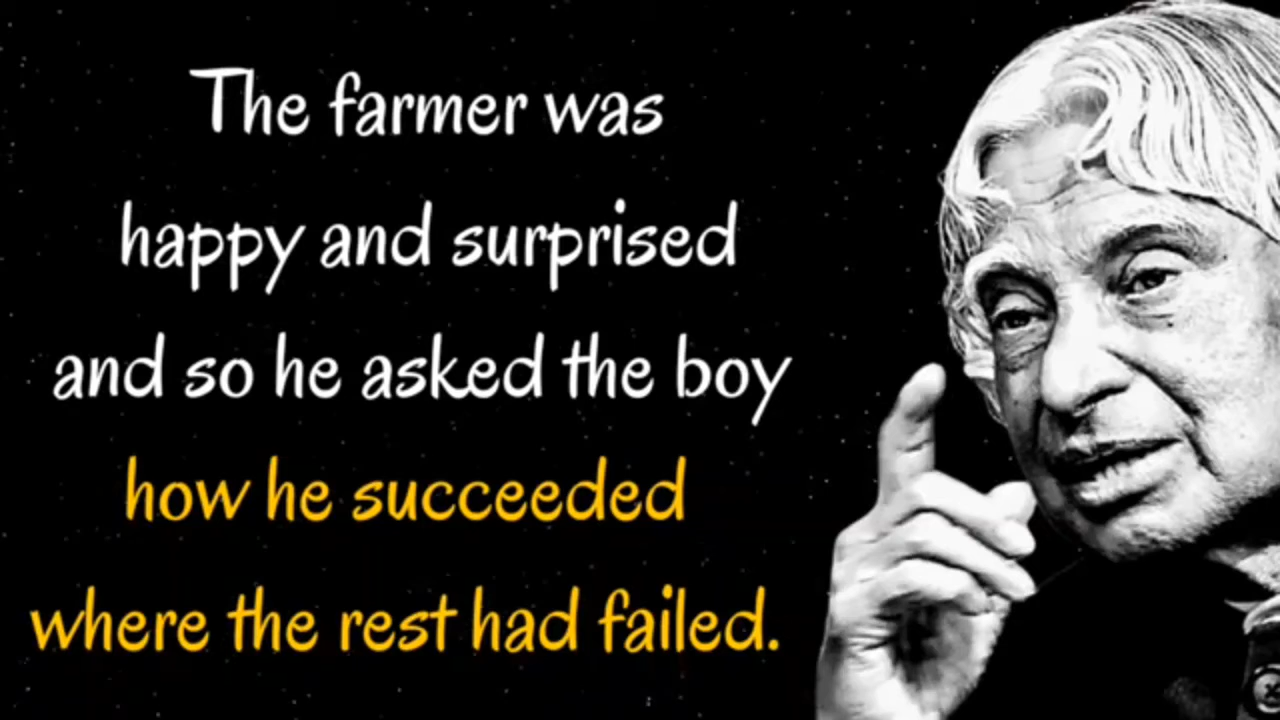 The farmer was
happy and surprised
and so he asked the boy
how he succeeded
where the rest had failed.